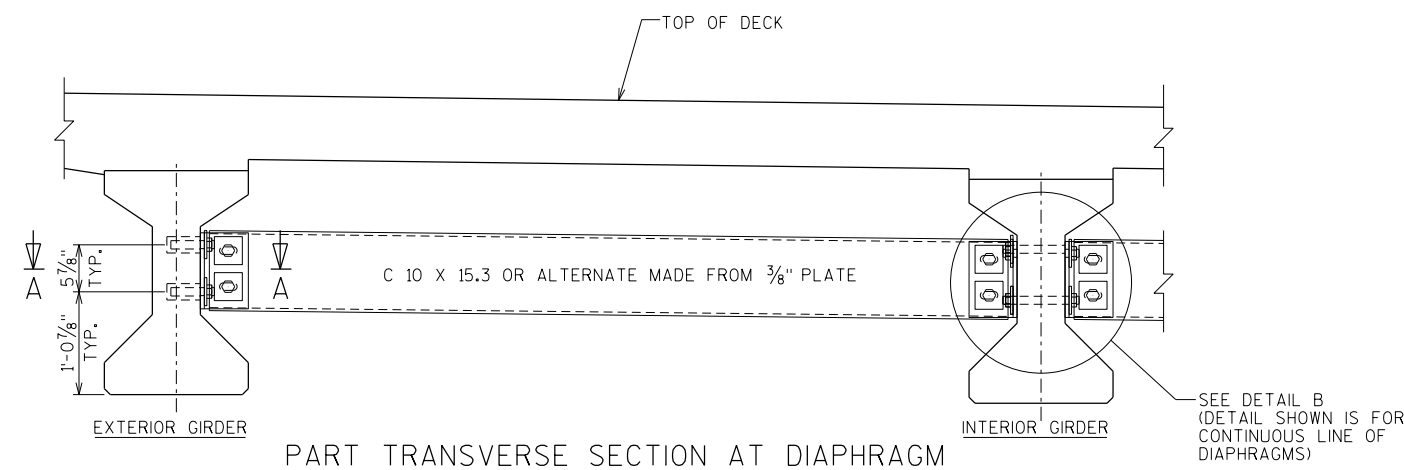 TOP OF DECK
A
A
5⅞"
TYP.
1'-0⅞"
TYP.
C 10 X 15.3 OR ALTERNATE MADE FROM ⅜" PLATE
EXTERIOR GIRDER
INTERIOR GIRDER
SEE DETAIL B
(DETAIL SHOWN IS FOR
CONTINUOUS LINE OF
DIAPHRAGMS)
PART TRANSVERSE SECTION AT DIAPHRAGM